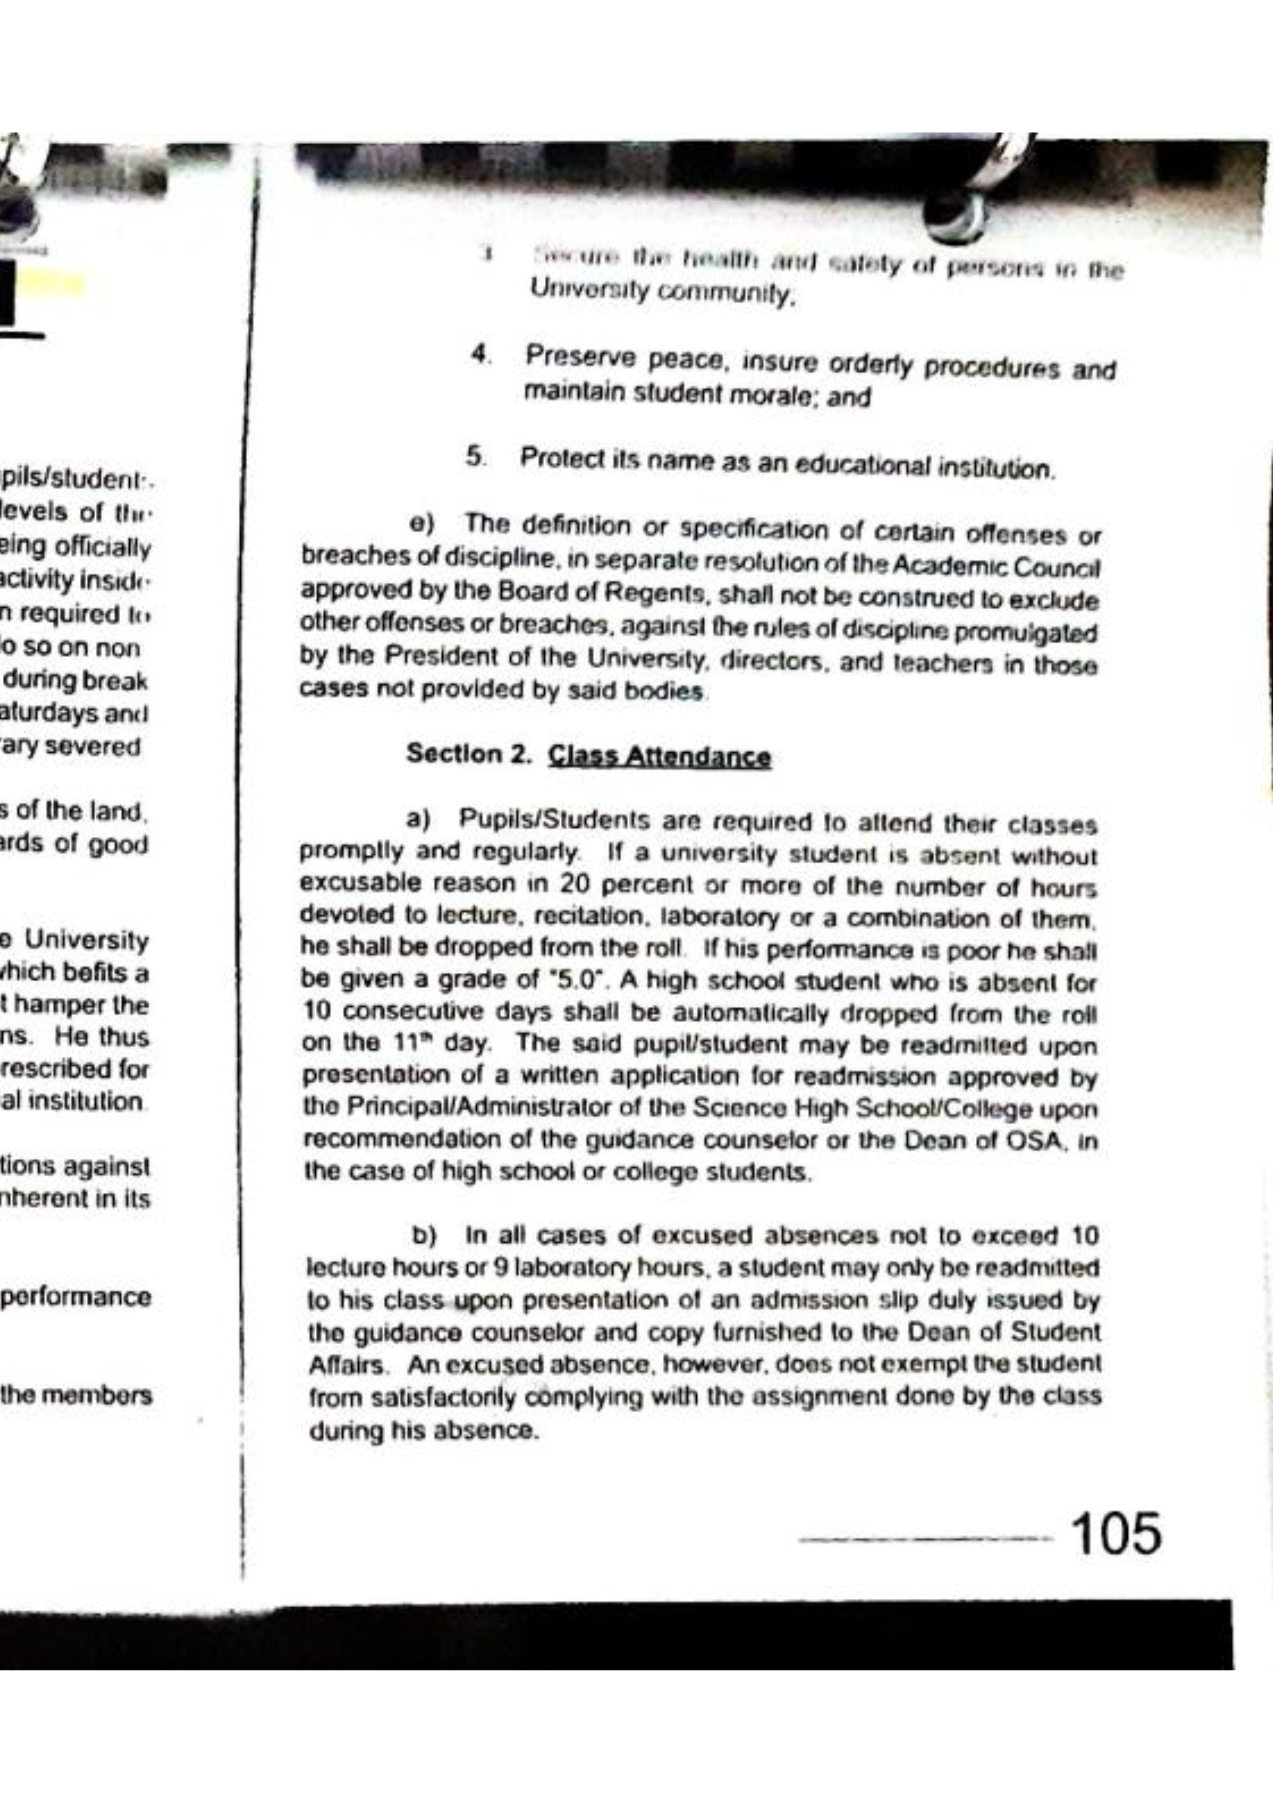 pils/student
levels of the
eing officially
activity inside
n required to
o so on non
during break
aturdays and
rary severed
s of the land,
ards of good
e University
which befits a
t hamper the
ns. He thus
rescribed for
al institution.
tions against
nherent in its
performance
the members
3 Secure the health and safety of persons in the
University community.
4. Preserve peace, insure orderly procedures and
maintain student morale; and
5. Protect its name as an educational institution.
e) The definition or specification of certain offenses or
breaches of discipline, in separate resolution of the Academic Council
approved by the Board of Regents, shall not be construed to exclude
other offenses or breaches, against the rules of discipline promulgated
by the President of the University, directors, and teachers in those
cases not provided by said bodies.
Section 2. Class Attendance
a) Pupils/Students are required to attend their classes
promptly and regularly. If a university student is absent without
excusable reason in 20 percent or more of the number of hours
devoted to lecture, recitation, laboratory or a combination of them,
he shall be dropped from the roll. If his performance is poor he shall
be given a grade of "5.0". A high school student who is absent for
10 consecutive days shall be automatically dropped from the roll
on the 11th day. The said pupil/student may be readmitted upon
presentation of a written application for readmission approved by
the Principal/Administrator of the Science High School/College upon
recommendation of the guidance counselor or the Dean of OSA, in
the case of high school or college students.
b) In all cases of excused absences not to exceed 10
lecture hours or 9 laboratory hours, a student may only be readmitted
to his class upon presentation of an admission slip duly issued by
the guidance counselor and copy furnished to the Dean of Student
Affairs. An excused absence, however, does not exempt the student
from satisfactorily complying with the assignment done by the class
during his absence.
105